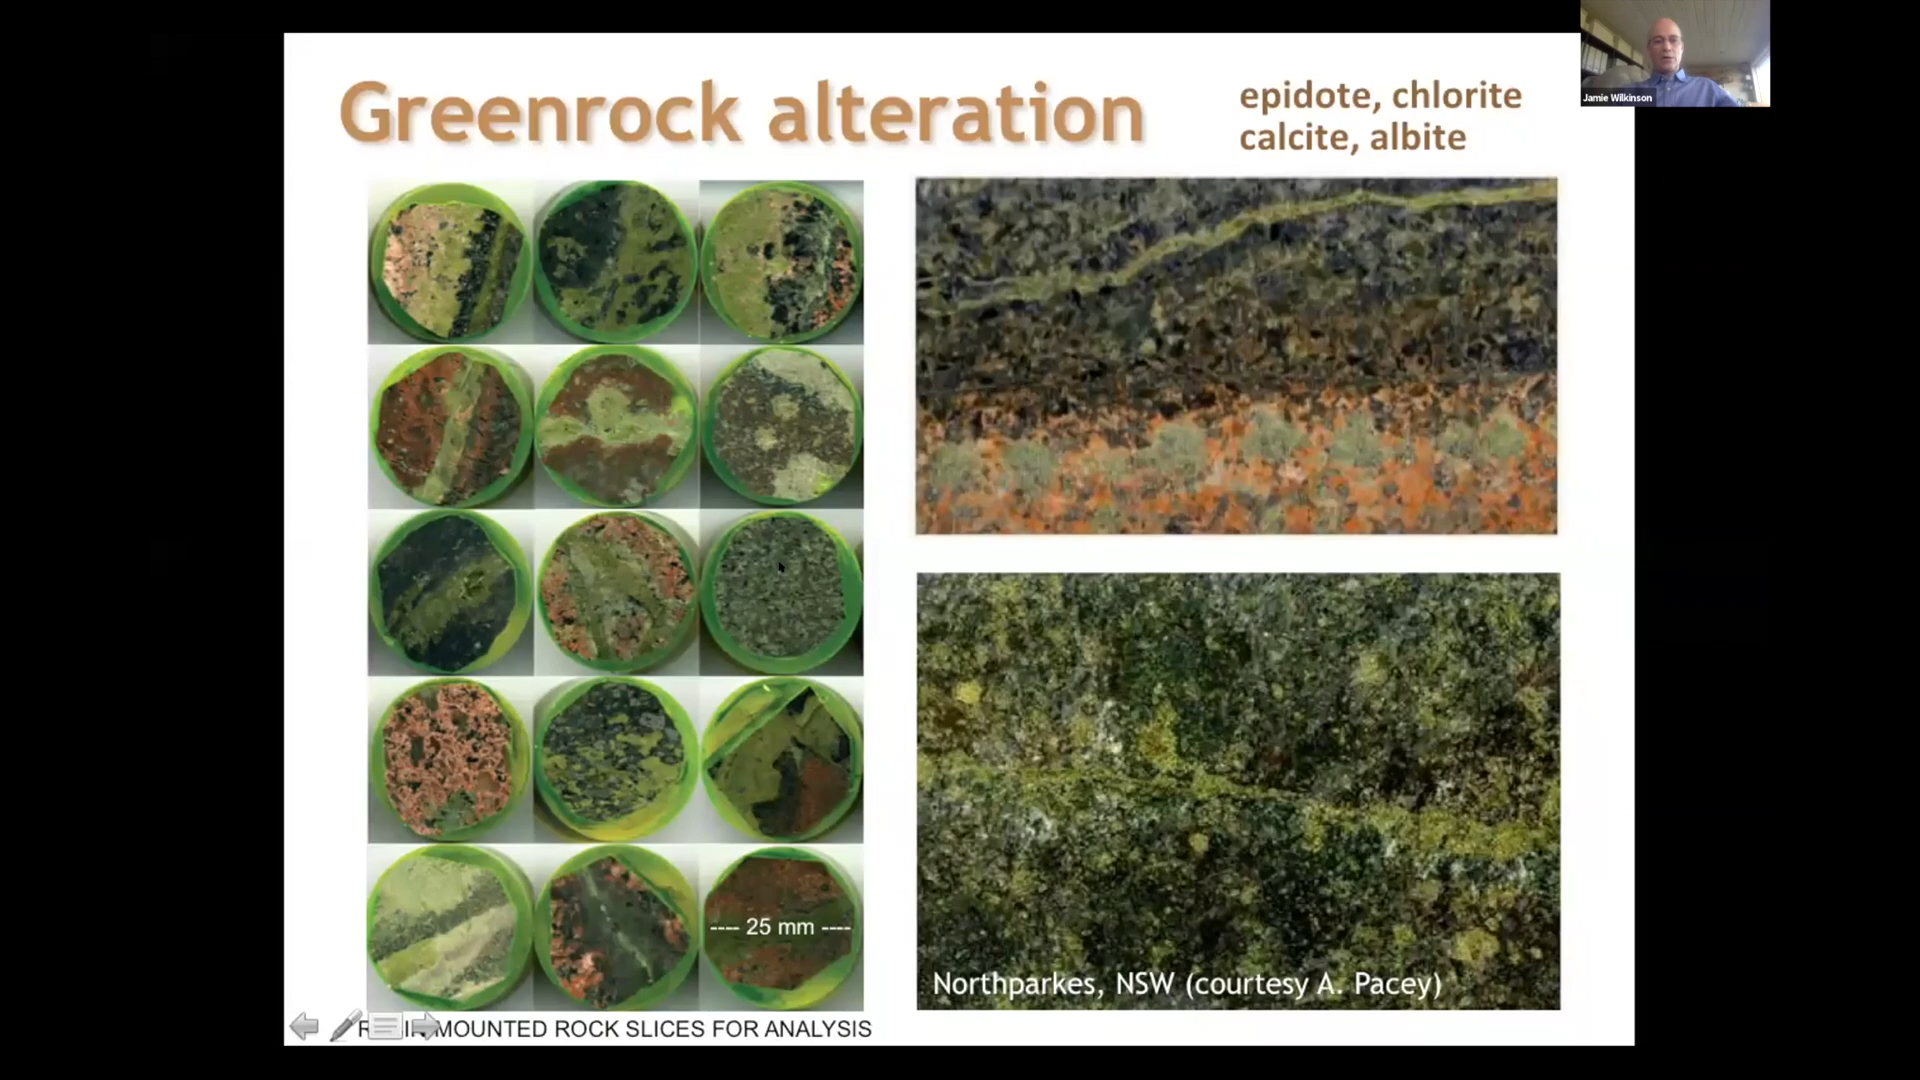 Greenrock alteration
epidote, chlorite
calcite, albite
Jamie Wilkinson
---- 25 mm ----
Northparkes, NSW (courtesy A. Pacey)
MOUNTED ROCK SLICES FOR ANALYSIS